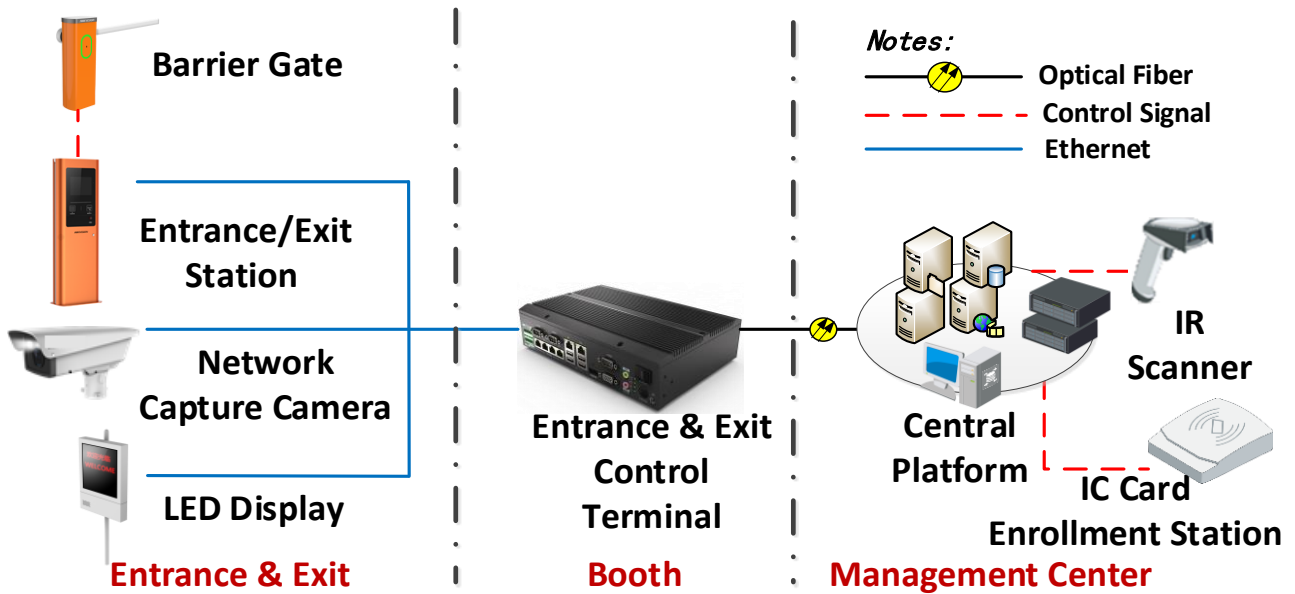 Barrier Gate
Notes:
Optical Fiber
Control Signal
Ethernet
Entrance/Exit
Station
Network
Capture Camera
WELCOME
LED Display
Entrance & Exit
Control
Terminal
Central
Platform
IR
Scanner
IC Card
Enrollment Station
Entrance & Exit
Booth
Management Center